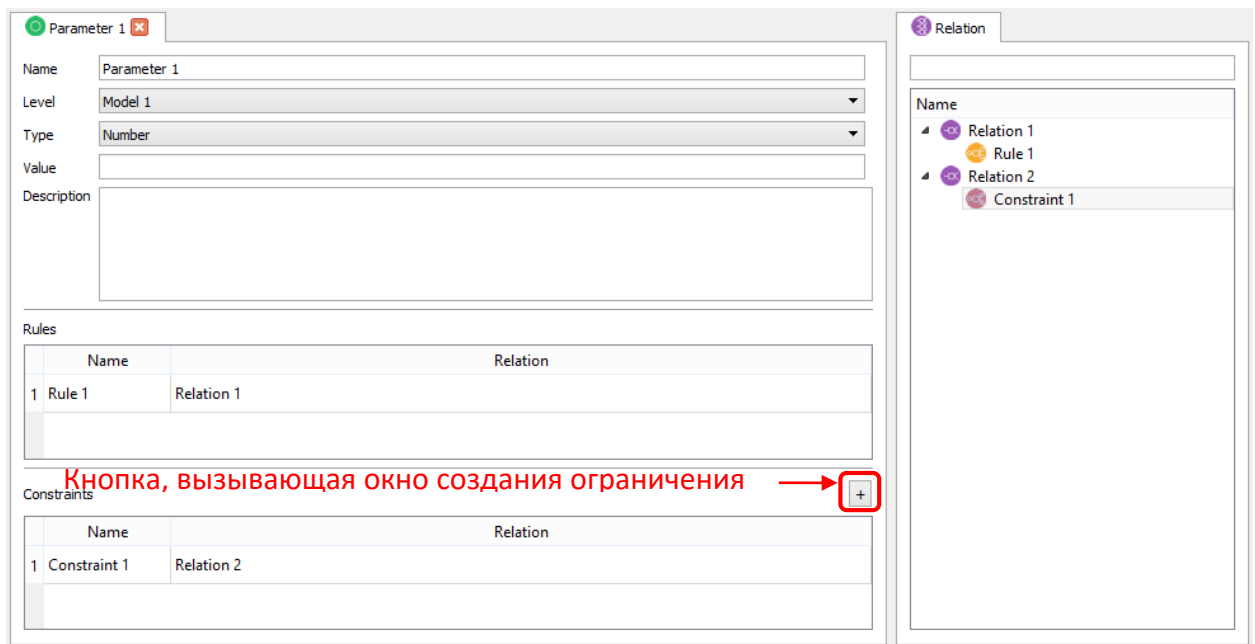 Parameter 1
Name Parameter 1
Level Model 1
Type Number
Value
Description
Rules
Name Relation
1 Rule 1 Relation 1
Кнопка, вызывающая окно создания ограничения
Constraints +
Name Relation
1 Constraint 1 Relation 2
Relation
Name
Relation 1
Rule 1
Relation 2
Constraint 1